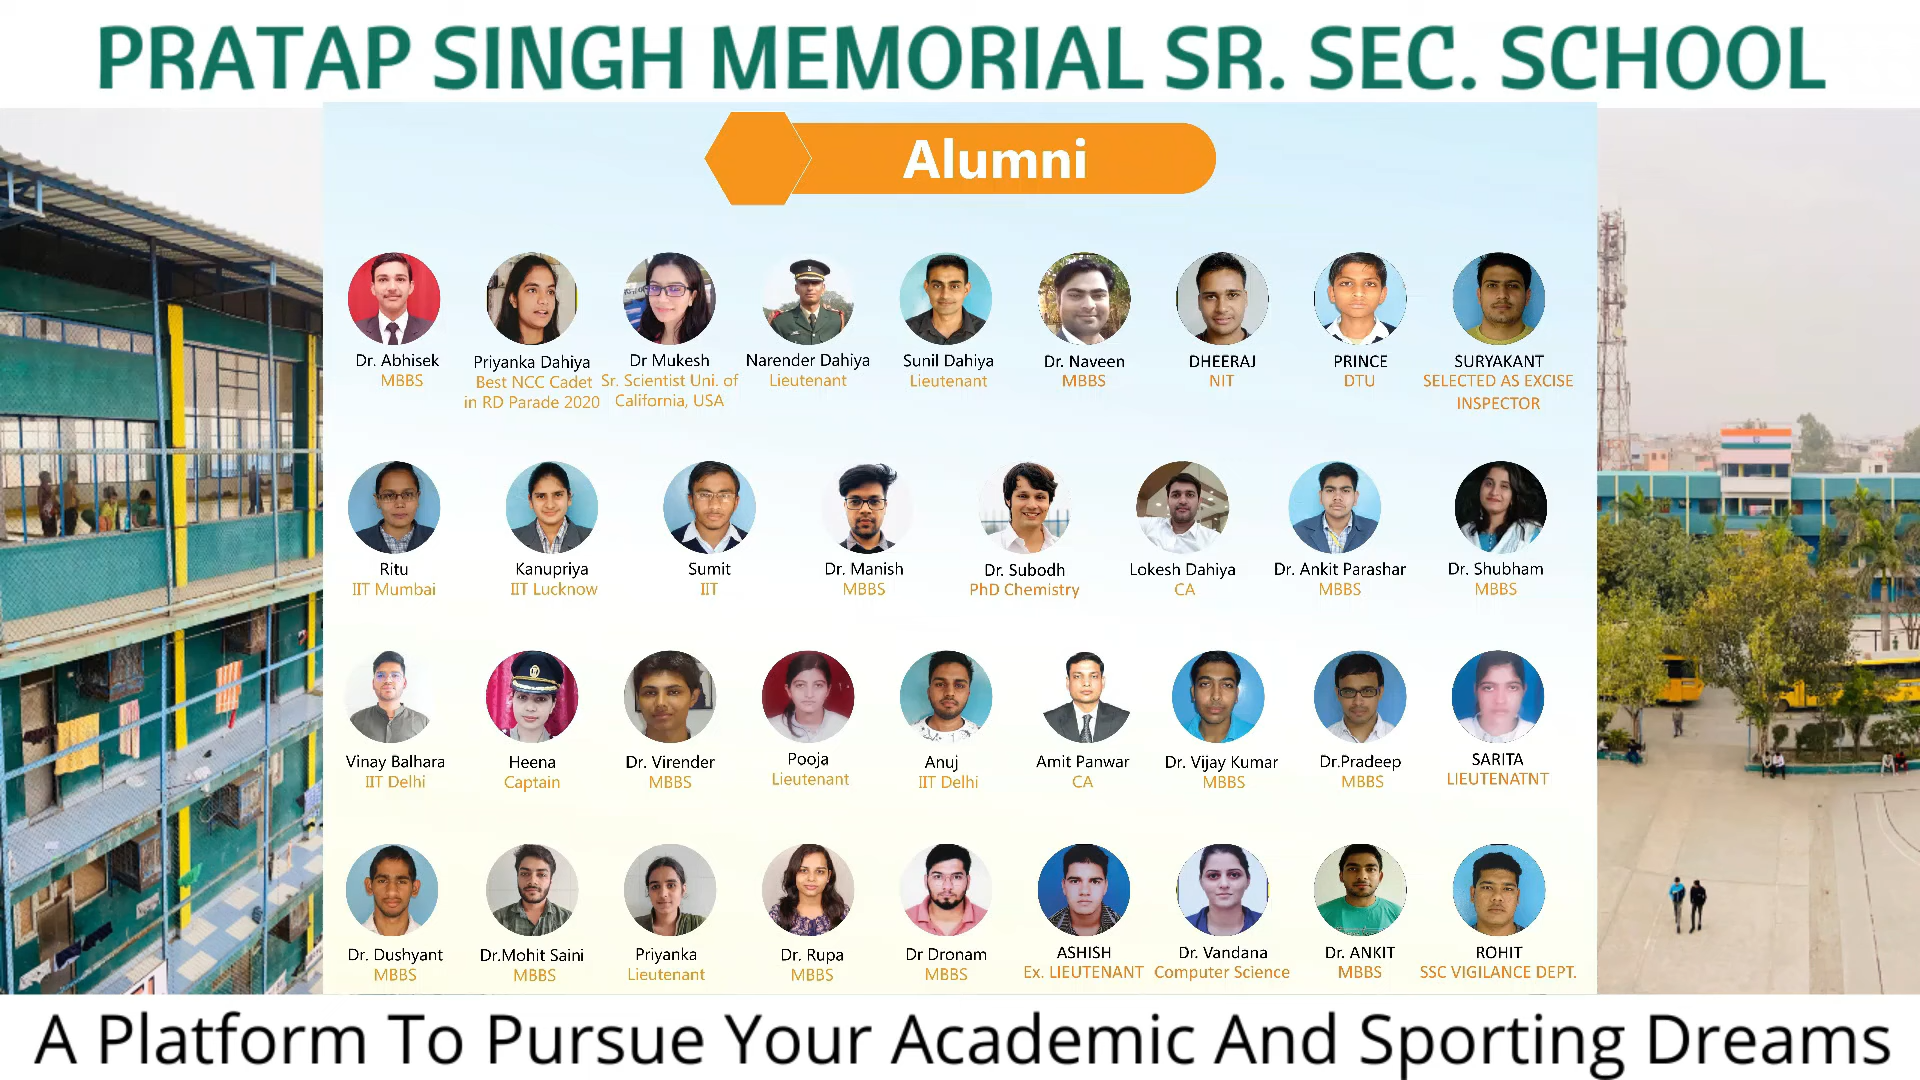 PRATAP SINGH MEMORIAL SR. SEC. SCHOOL
Alumni
Dr. Abhisek
MBBS
Priyanka Dahiya
Best NCC Cadet
in RD Parade 2020
Dr Mukesh
Sr. Scientist Uni. of
California, USA
Narender Dahiya
Lieutenant
Sunil Dahiya
Lieutenant
Dr. Naveen
MBBS
DHEERAJ
NIT
PRINCE
DTU
SURYAKANT
SELECTED AS EXCISE
INSPECTOR
Ritu
IIT Mumbai
Kanupriya
IIT Lucknow
Sumit
IIT
Dr. Manish
MBBS
Dr. Subodh
PhD Chemistry
Lokesh Dahiya
CA
Dr. Ankit Parashar
MBBS
Dr. Shubham
MBBS
Vinay Balhara
IIT Delhi
Heena
Captain
Dr. Virender
MBBS
Pooja
Lieutenant
Anuj
IIT Delhi
Amit Panwar
CA
Dr. Vijay Kumar
MBBS
Dr.Pradeep
MBBS
SARITA
LIEUTENATNT
Dr. Dushyant
MBBS
Dr.Mohit Saini
MBBS
Priyanka
Lieutenant
Dr. Rupa
MBBS
Dr Dronam
MBBS
ASHISH
Ex. LIEUTENANT
Dr. Vandana
Computer Science
Dr. ANKIT
MBBS
ROHIT
SSC VIGILANCE DEPT.
A Platform To Pursue Your Academic And Sporting Dreams